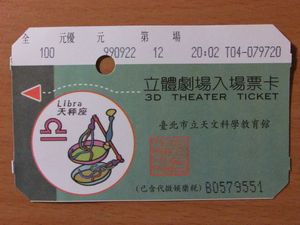 全 元優 元 第 場
100 990922 12 20:02 T04-079720
立體劇場入場票卡
3D THEATER TICKET
Libra
天秤座
臺北市立天文科學教育館
(已含代徵娛樂稅) B0579551